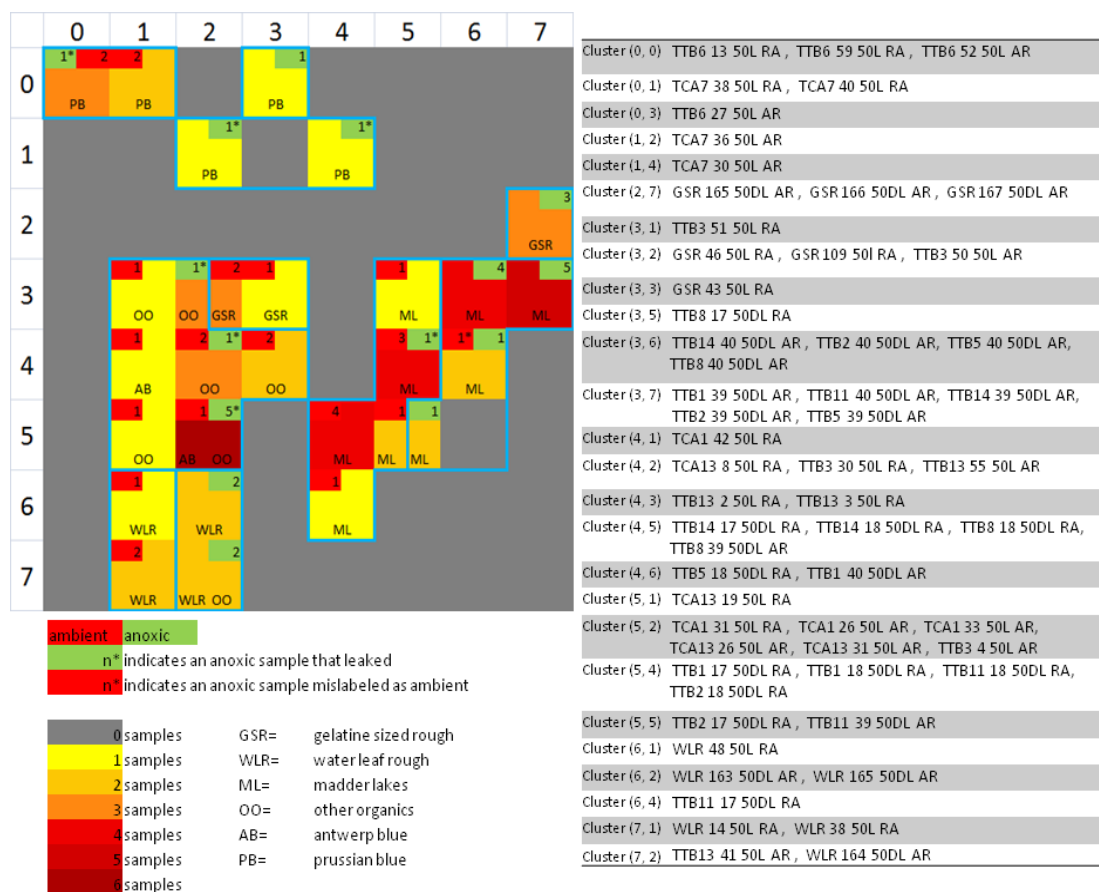 0 1 2 3 4 5 6 7
0 1* 2 2 1
PB PB PB
1 1* 1*
PB PB
2 3
GSR
3 1 1* 2 1 1 4 5
OO OO GSR GSR ML ML ML
4 1 2 1* 2 3 1* 1* 1
AB OO OO ML ML
5 1 1 5* 4 1 1
OO AB OO ML ML ML
6 1 2 1
WLR WLR ML
7 2 2
WLR WLR OO
ambient anoxic
n* indicates an anoxic sample that leaked
n* indicates an anoxic sample mislabeled as ambient
0 samples GSR= gelatine sized rough
1 samples WLR= water leaf rough
2 samples ML= madder lakes
3 samples OO= other organics
4 samples AB= antwerp blue
5 samples PB= prussian blue
6 samples
Cluster (0, 0) TTB6 13 50L RA , TTB6 59 50L RA , TTB6 52 50L AR
Cluster (0, 1) TCA7 38 50L RA , TCA7 40 50L RA
Cluster (0, 3) TTB6 27 50L AR
Cluster (1, 2) TCA7 36 50L AR
Cluster (1, 4) TCA7 30 50L AR
Cluster (2, 7) GSR 165 50DL AR , GSR 166 50DL AR , GSR 167 50DL AR
Cluster (3, 1) TTB3 51 50L RA
Cluster (3, 2) GSR 46 50L RA , GSR 109 50l RA , TTB3 50 50L AR
Cluster (3, 3) GSR 43 50L RA
Cluster (3, 5) TTB8 17 50DL RA
Cluster (3, 6) TTB14 40 50DL AR , TTB2 40 50DL AR, TTB5 40 50DL AR,
TTB8 40 50DL AR
Cluster (3, 7) TTB1 39 50DL AR , TTB11 40 50DL AR, TTB14 39 50DL AR,
TTB2 39 50DL AR , TTB5 39 50DL AR
Cluster (4, 1) TCA1 42 50L RA
Cluster (4, 2) TCA13 8 50L RA , TTB3 30 50L RA , TTB13 55 50L AR
Cluster (4, 3) TTB13 2 50L RA , TTB13 3 50L RA
Cluster (4, 5) TTB14 17 50DL RA , TTB14 18 50DL RA , TTB8 18 50DL RA,
TTB8 39 50DL AR
Cluster (4, 6) TTB5 18 50DL RA , TTB1 40 50DL AR
Cluster (5, 1) TCA13 19 50L RA
Cluster (5, 2) TCA1 31 50L RA , TCA1 26 50L AR , TCA1 33 50L AR,
TCA13 26 50L AR , TCA13 31 50L AR , TTB3 4 50L AR
Cluster (5, 4) TTB1 17 50DL RA , TTB1 18 50DL RA , TTB11 18 50DL RA,
TTB2 18 50DL RA
Cluster (5, 5) TTB2 17 50DL RA , TTB11 39 50DL AR
Cluster (6, 1) WLR 48 50L RA
Cluster (6, 2) WLR 163 50DL AR , WLR 165 50DL AR
Cluster (6, 4) TTB11 17 50DL RA
Cluster (7, 1) WLR 14 50L RA , WLR 38 50L RA
Cluster (7, 2) TTB13 41 50L AR , WLR 164 50DL AR